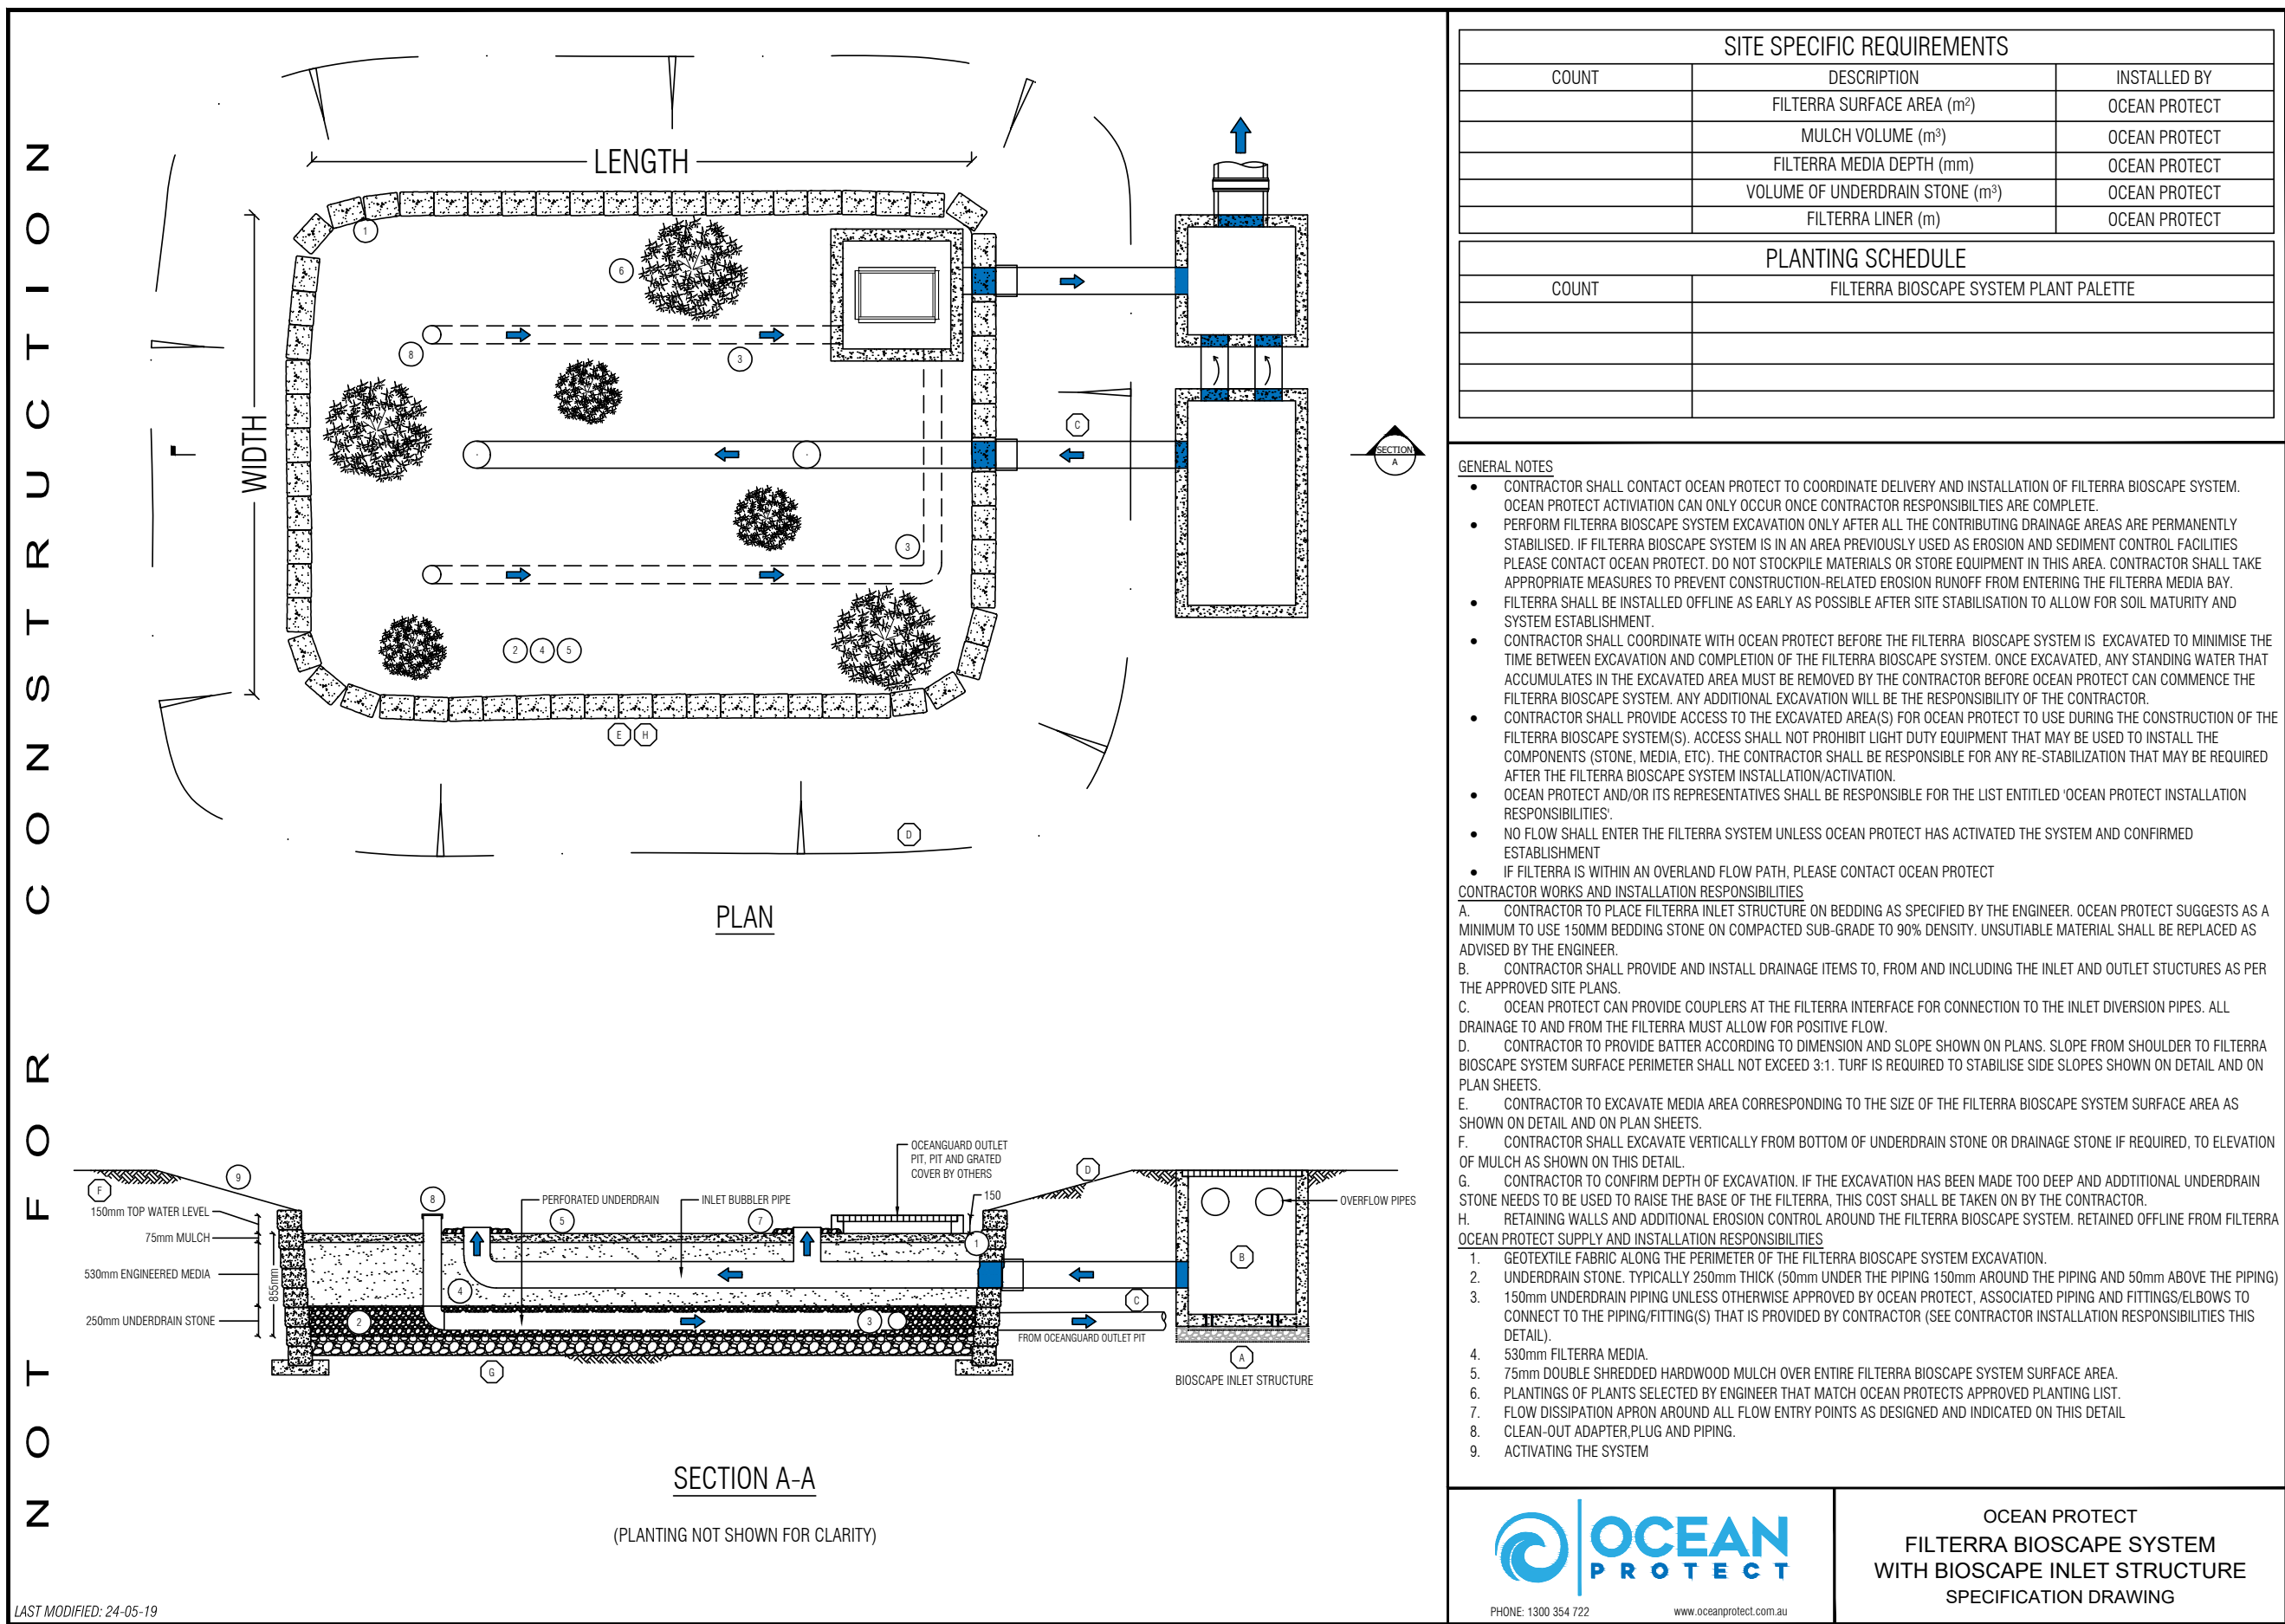 NOT FOR CONSTRUCTION
LENGTH
WIDTH
1
6
8
3
C
3
2 4 5
E H
D
SECTION
A
PLAN
OCEANGUARD OUTLET
PIT, PIT AND GRATED
COVER BY OTHERS
F
9
8
PERFORATED UNDERDRAIN
INLET BUBBLER PIPE
150
D
OVERFLOW PIPES
150mm TOP WATER LEVEL
5
7
75mm MULCH
1
B
530mm ENGINEERED MEDIA
855mm
4
C
250mm UNDERDRAIN STONE
2
3
FROM OCEANGUARD OUTLET PIT
G
A
BIOSCAPE INLET STRUCTURE
SECTION A-A
(PLANTING NOT SHOWN FOR CLARITY)
LAST MODIFIED: 24-05-19
SITE SPECIFIC REQUIREMENTS
COUNT DESCRIPTION INSTALLED BY
FILTERRA SURFACE AREA (m²) OCEAN PROTECT
MULCH VOLUME (m³) OCEAN PROTECT
FILTERRA MEDIA DEPTH (mm) OCEAN PROTECT
VOLUME OF UNDERDRAIN STONE (m³) OCEAN PROTECT
FILTERRA LINER (m) OCEAN PROTECT
PLANTING SCHEDULE
COUNT FILTERRA BIOSCAPE SYSTEM PLANT PALETTE
GENERAL NOTES
• CONTRACTOR SHALL CONTACT OCEAN PROTECT TO COORDINATE DELIVERY AND INSTALLATION OF FILTERRA BIOSCAPE SYSTEM.
OCEAN PROTECT ACTIVIATION CAN ONLY OCCUR ONCE CONTRACTOR RESPONSIBILTIES ARE COMPLETE.
• PERFORM FILTERRA BIOSCAPE SYSTEM EXCAVATION ONLY AFTER ALL THE CONTRIBUTING DRAINAGE AREAS ARE PERMANENTLY
STABILISED. IF FILTERRA BIOSCAPE SYSTEM IS IN AN AREA PREVIOUSLY USED AS EROSION AND SEDIMENT CONTROL FACILITIES
PLEASE CONTACT OCEAN PROTECT. DO NOT STOCKPILE MATERIALS OR STORE EQUIPMENT IN THIS AREA. CONTRACTOR SHALL TAKE
APPROPRIATE MEASURES TO PREVENT CONSTRUCTION-RELATED EROSION RUNOFF FROM ENTERING THE FILTERRA MEDIA BAY.
• FILTERRA SHALL BE INSTALLED OFFLINE AS EARLY AS POSSIBLE AFTER SITE STABILISATION TO ALLOW FOR SOIL MATURITY AND
SYSTEM ESTABLISHMENT.
• CONTRACTOR SHALL COORDINATE WITH OCEAN PROTECT BEFORE THE FILTERRA BIOSCAPE SYSTEM IS EXCAVATED TO MINIMISE THE
TIME BETWEEN EXCAVATION AND COMPLETION OF THE FILTERRA BIOSCAPE SYSTEM. ONCE EXCAVATED, ANY STANDING WATER THAT
ACCUMULATES IN THE EXCAVATED AREA MUST BE REMOVED BY THE CONTRACTOR BEFORE OCEAN PROTECT CAN COMMENCE THE
FILTERRA BIOSCAPE SYSTEM. ANY ADDITIONAL EXCAVATION WILL BE THE RESPONSIBILITY OF THE CONTRACTOR.
• CONTRACTOR SHALL PROVIDE ACCESS TO THE EXCAVATED AREA(S) FOR OCEAN PROTECT TO USE DURING THE CONSTRUCTION OF THE
FILTERRA BIOSCAPE SYSTEM(S). ACCESS SHALL NOT PROHIBIT LIGHT DUTY EQUIPMENT THAT MAY BE USED TO INSTALL THE
COMPONENTS (STONE, MEDIA, ETC). THE CONTRACTOR SHALL BE RESPONSIBLE FOR ANY RE-STABILIZATION THAT MAY BE REQUIRED
AFTER THE FILTERRA BIOSCAPE SYSTEM INSTALLATION/ACTIVATION.
• OCEAN PROTECT AND/OR ITS REPRESENTATIVES SHALL BE RESPONSIBLE FOR THE LIST ENTITLED 'OCEAN PROTECT INSTALLATION
RESPONSIBILITIES'.
• NO FLOW SHALL ENTER THE FILTERRA SYSTEM UNLESS OCEAN PROTECT HAS ACTIVATED THE SYSTEM AND CONFIRMED
ESTABLISHMENT
• IF FILTERRA IS WITHIN AN OVERLAND FLOW PATH, PLEASE CONTACT OCEAN PROTECT
CONTRACTOR WORKS AND INSTALLATION RESPONSIBILITIES
A. CONTRACTOR TO PLACE FILTERRA INLET STRUCTURE ON BEDDING AS SPECIFIED BY THE ENGINEER. OCEAN PROTECT SUGGESTS AS A
MINIMUM TO USE 150MM BEDDING STONE ON COMPACTED SUB-GRADE TO 90% DENSITY. UNSUTIABLE MATERIAL SHALL BE REPLACED AS
ADVISED BY THE ENGINEER.
B. CONTRACTOR SHALL PROVIDE AND INSTALL DRAINAGE ITEMS TO, FROM AND INCLUDING THE INLET AND OUTLET STUCTURES AS PER
THE APPROVED SITE PLANS.
C. OCEAN PROTECT CAN PROVIDE COUPLERS AT THE FILTERRA INTERFACE FOR CONNECTION TO THE INLET DIVERSION PIPES. ALL
DRAINAGE TO AND FROM THE FILTERRA MUST ALLOW FOR POSITIVE FLOW.
D. CONTRACTOR TO PROVIDE BATTER ACCORDING TO DIMENSION AND SLOPE SHOWN ON PLANS. SLOPE FROM SHOULDER TO FILTERRA
BIOSCAPE SYSTEM SURFACE PERIMETER SHALL NOT EXCEED 3:1. TURF IS REQUIRED TO STABILISE SIDE SLOPES SHOWN ON DETAIL AND ON
PLAN SHEETS.
E. CONTRACTOR TO EXCAVATE MEDIA AREA CORRESPONDING TO THE SIZE OF THE FILTERRA BIOSCAPE SYSTEM SURFACE AREA AS
SHOWN ON DETAIL AND ON PLAN SHEETS.
F. CONTRACTOR SHALL EXCAVATE VERTICALLY FROM BOTTOM OF UNDERDRAIN STONE OR DRAINAGE STONE IF REQUIRED, TO ELEVATION
OF MULCH AS SHOWN ON THIS DETAIL.
G. CONTRACTOR TO CONFIRM DEPTH OF EXCAVATION. IF THE EXCAVATION HAS BEEN MADE TOO DEEP AND ADDTITIONAL UNDERDRAIN
STONE NEEDS TO BE USED TO RAISE THE BASE OF THE FILTERRA, THIS COST SHALL BE TAKEN ON BY THE CONTRACTOR.
H. RETAINING WALLS AND ADDITIONAL EROSION CONTROL AROUND THE FILTERRA BIOSCAPE SYSTEM. RETAINED OFFLINE FROM FILTERRA
OCEAN PROTECT SUPPLY AND INSTALLATION RESPONSIBILITIES
1. GEOTEXTILE FABRIC ALONG THE PERIMETER OF THE FILTERRA BIOSCAPE SYSTEM EXCAVATION.
2. UNDERDRAIN STONE. TYPICALLY 250mm THICK (50mm UNDER THE PIPING 150mm AROUND THE PIPING AND 50mm ABOVE THE PIPING)
3. 150mm UNDERDRAIN PIPING UNLESS OTHERWISE APPROVED BY OCEAN PROTECT, ASSOCIATED PIPING AND FITTINGS/ELBOWS TO
CONNECT TO THE PIPING/FITTING(S) THAT IS PROVIDED BY CONTRACTOR (SEE CONTRACTOR INSTALLATION RESPONSIBILITIES THIS
DETAIL).
4. 530mm FILTERRA MEDIA.
5. 75mm DOUBLE SHREDDED HARDWOOD MULCH OVER ENTIRE FILTERRA BIOSCAPE SYSTEM SURFACE AREA.
6. PLANTINGS OF PLANTS SELECTED BY ENGINEER THAT MATCH OCEAN PROTECTS APPROVED PLANTING LIST.
7. FLOW DISSIPATION APRON AROUND ALL FLOW ENTRY POINTS AS DESIGNED AND INDICATED ON THIS DETAIL
8. CLEAN-OUT ADAPTER,PLUG AND PIPING.
9. ACTIVATING THE SYSTEM
OCEAN
PROTECT
PHONE: 1300 354 722 www.oceanprotect.com.au
OCEAN PROTECT
FILTERRA BIOSCAPE SYSTEM
WITH BIOSCAPE INLET STRUCTURE
SPECIFICATION DRAWING